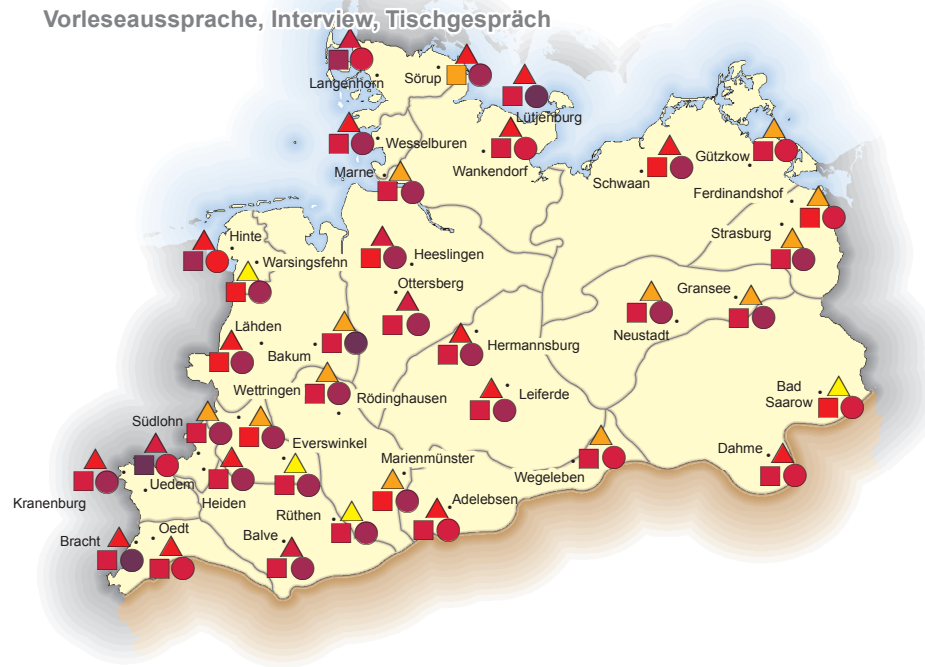 Vorleseaussprache, Interview, Tischgespräch
Langenhorn
Sörup
Lütjenburg
Wesselburen
Wankendorf
Marne
Schwaan
Gützkow
Ferdinandshof
Strasburg
Hinte
Warsingsfehn
Heeslingen
Ottersberg
Gransee
Neustadt
Lähden
Bakum
Hermannsburg
Wettringen
Rödinghausen
Leiferde
Bad
Saarow
Südlohn
Everswinkel
Marienmünster
Dahme
Wegeleben
Kranenburg
Uedem
Heiden
Rüthen
Adelebsen
Oedt
Bracht
Balve